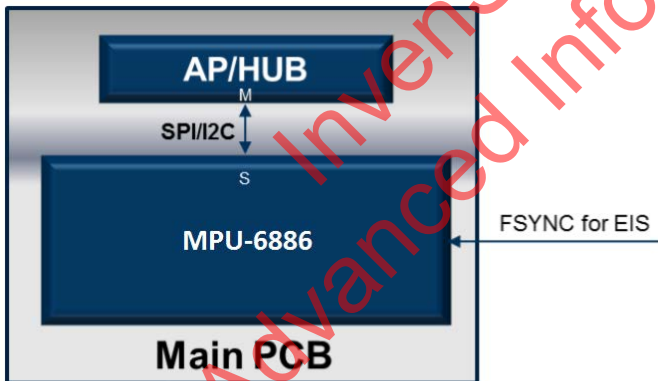 AP/HUB
M
SPI/I2C
S
MPU-6886
FSYNC for EIS
Main PCB
Advanced